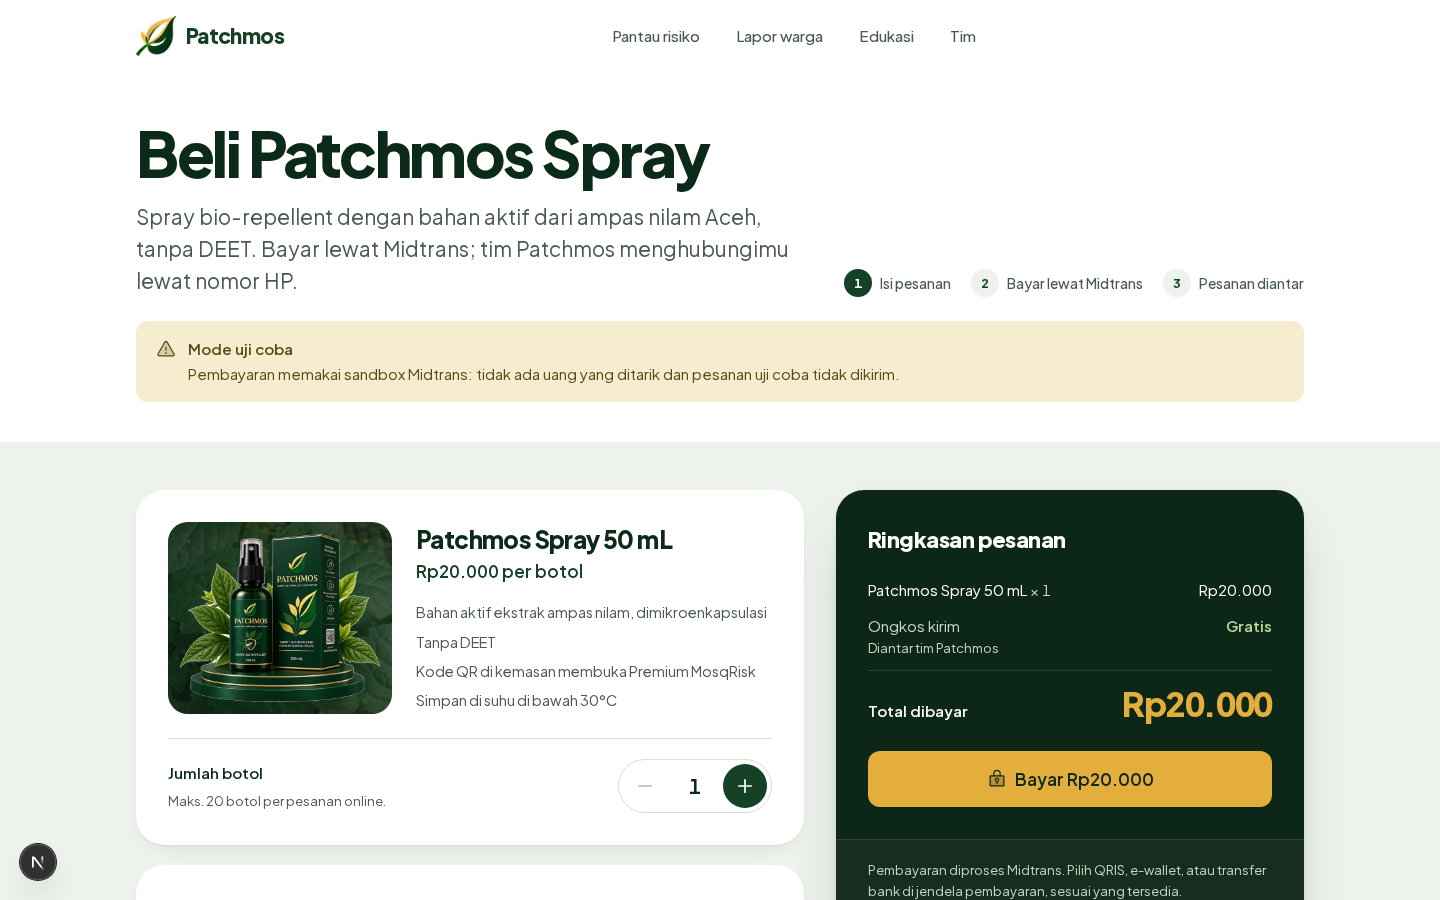 Patchmos
Pantau risiko
Lapor warga
Edukasi
Tim
Beli Patchmos Spray
Spray bio-repellent dengan bahan aktif dari ampas nilam Aceh,
tanpa DEET. Bayar lewat Midtrans; tim Patchmos menghubungimu
lewat nomor HP.
1 Isi pesanan
2 Bayar lewat Midtrans
3 Pesanan diantar
Mode uji coba
Pembayaran memakai sandbox Midtrans: tidak ada uang yang ditarik dan pesanan uji coba tidak dikirim.
PATCHMOS
PATCHMOS
Patchmos Spray 50 mL
Rp20.000 per botol
Bahan aktif ekstrak ampas nilam, dimikroenkapsulasi
Tanpa DEET
Kode QR di kemasan membuka Premium MosqRisk
Simpan di suhu di bawah 30°C
Jumlah botol
Maks. 20 botol per pesanan online.
1
Ringkasan pesanan
Patchmos Spray 50 mL × 1
Rp20.000
Ongkos kirim
Gratis
Diantar tim Patchmos
Total dibayar
Rp20.000
Bayar Rp20.000
Pembayaran diproses Midtrans. Pilih QRIS, e-wallet, atau transfer
bank di jendela pembayaran, sesuai yang tersedia.
N